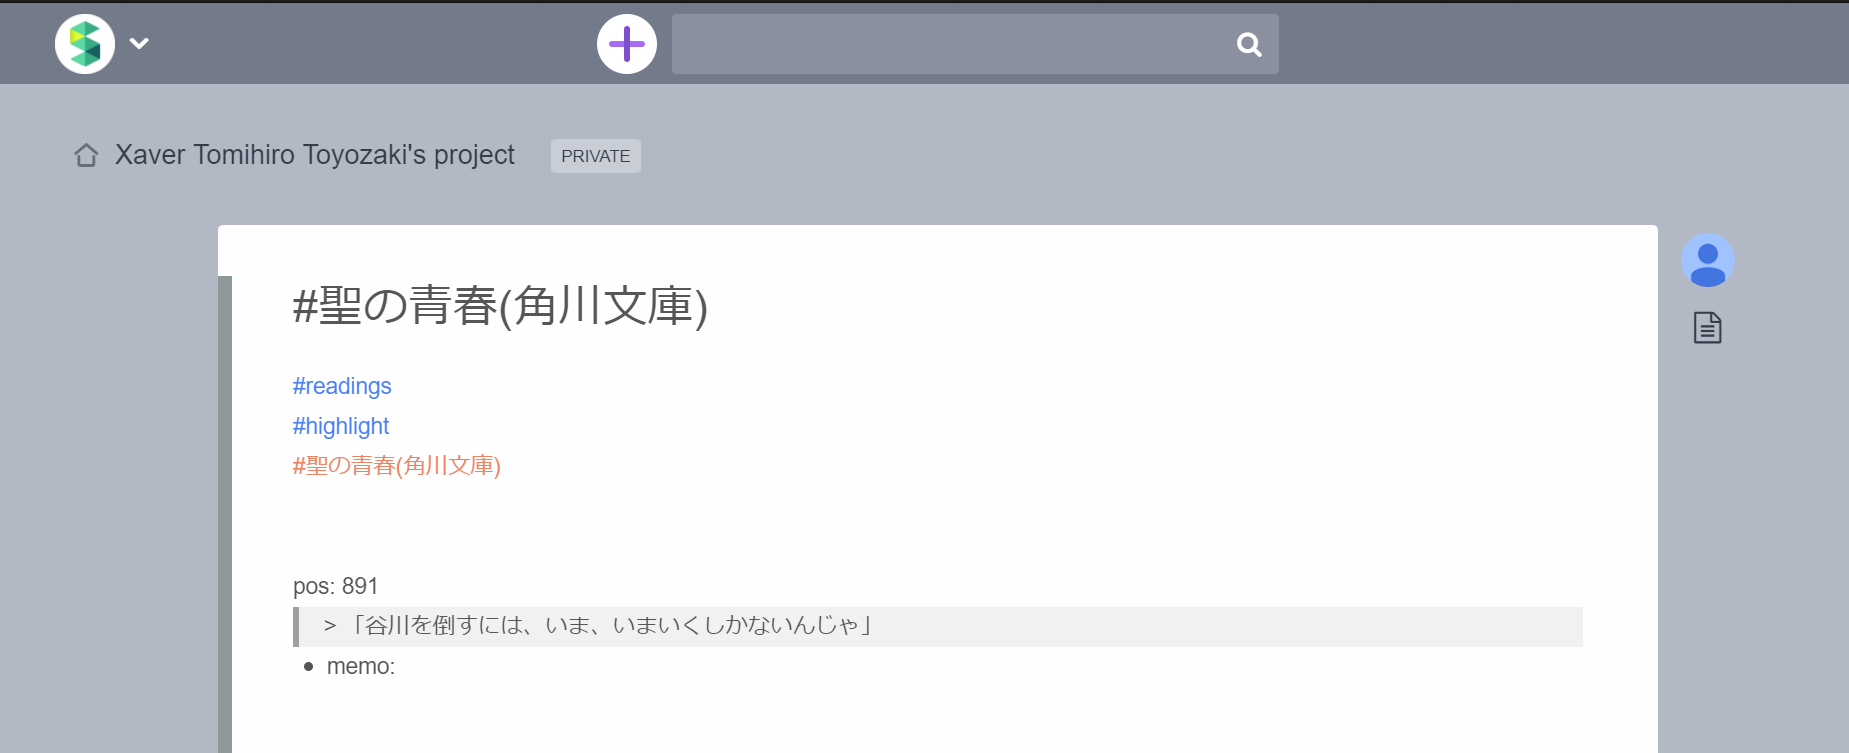 Xaver Tomihiro Toyozaki's project PRIVATE
#聖の青春(角川文庫)
#readings
#highlight
#聖の青春(角川文庫)
pos: 891
> 「谷川を倒すには、いま、いまいくしかないんじゃ」
• memo: